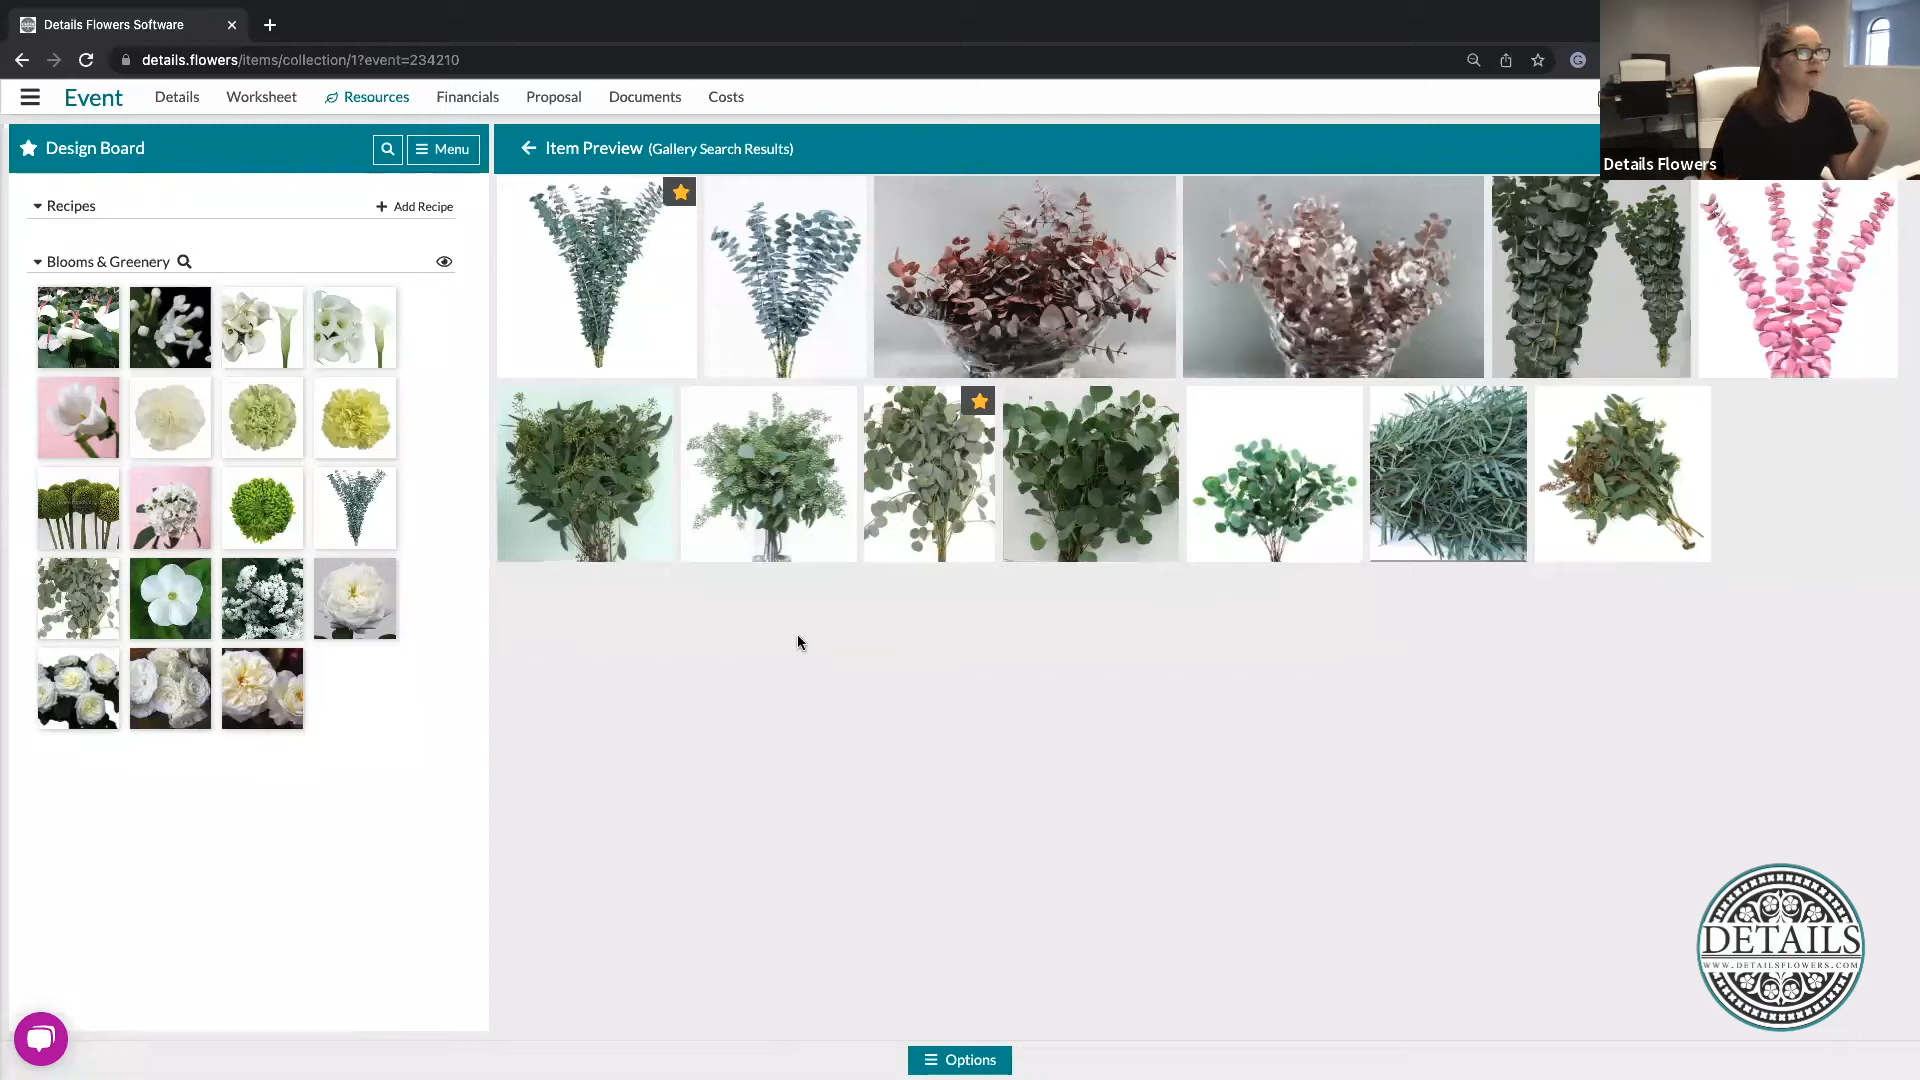 Details Flowers Software
details.flowers/items/collection/1?event=234210
Event Details Worksheet Resources Financials Proposal Documents Costs
Details Flowers
Design Board Menu
Item Preview (Gallery Search Results)
Recipes + Add Recipe
Blooms & Greenery
DETAILS
WWW.DETAILSFLOWERS.COM
Options